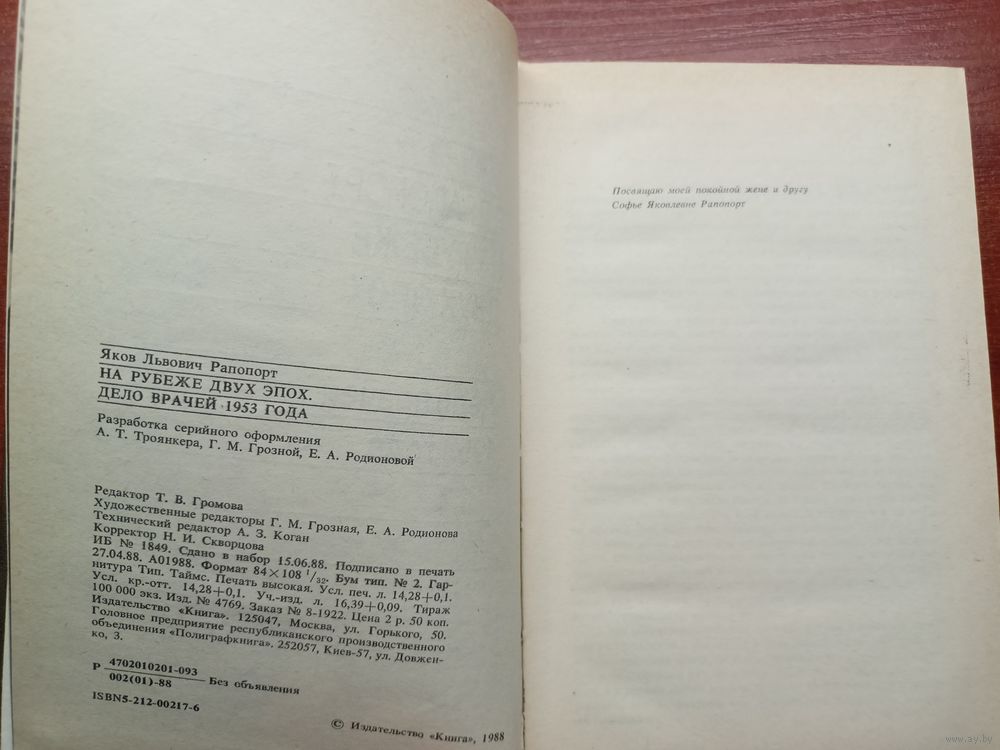 Яков Львович Рапопорт
НА РУБЕЖЕ ДВУХ ЭПОХ.
ДЕЛО ВРАЧЕЙ 1953 ГОДА
Разработка серийного оформления
А. Т. Троянкера, Г. М. Грозной, Е. А. Родионовой
Редактор Т. В. Громова
Художественные редакторы Г. М. Грозная, Е. А. Родионова
Технический редактор А. З. Коган
Корректор Н. И. Скворцова
ИБ № 1849. Сдано в набор 15.06.88. Подписано в печать
27.04.88. А01988. Формат 84×108 1/32. Бум тип. № 2. Гар-
нитура Тип. Таймс. Печать высокая. Усл. печ. л. 14,28+0,1.
Усл. кр.-отт. 14,28+0,1. Уч.-изд. л. 16,39+0,09. Тираж
100 000 экз. Изд. № 4769. Заказ № 8-1922. Цена 2 р. 50 коп.
Издательство «Книга». 125047, Москва, ул. Горького, 50.
Головное предприятие республиканского производственного
объединения «Полиграфкнига». 252057, Киев-57, ул. Довжен-
ко, 3.
Р 4702010201-093
002(01)-88 Без объявления
ISBN5-212-00217-6
© Издательство «Книга», 1988
Посвящаю моей покойной жене и другу
Софье Яковлевне Рапопорт
www.ay.by